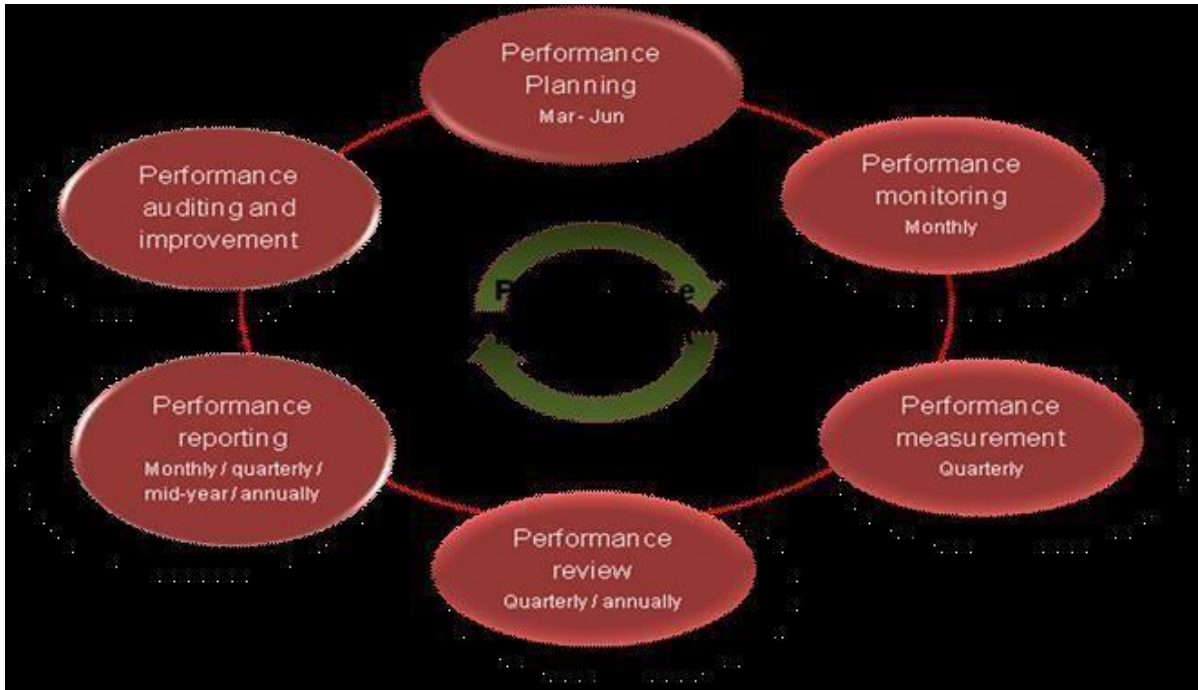 Performance
Planning
Mar- Jun
Performance
monitoring
Monthly
Performance
measurement
Quarterly
Performance
review
Quarterly / annually
Performance
reporting
Monthly / quarterly /
mid-year / annually
Performance
auditing and
improvement